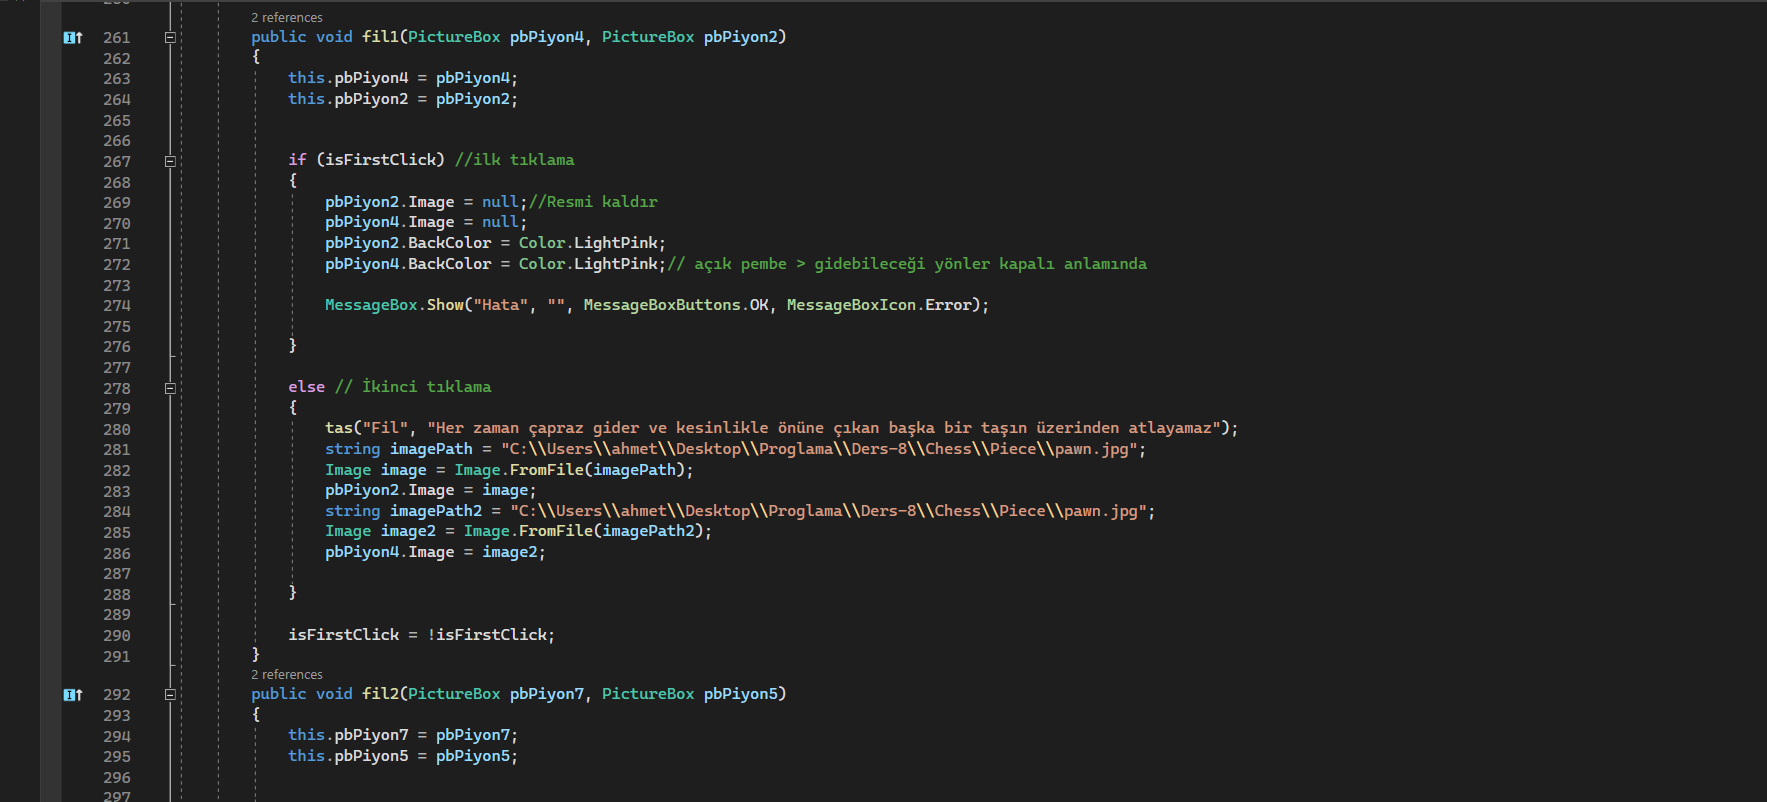 2 references
261 public void fil1(PictureBox pbPiyon4, PictureBox pbPiyon2)
262 {
263 this.pbPiyon4 = pbPiyon4;
264 this.pbPiyon2 = pbPiyon2;
265
266
267 if (isFirstClick) //ilk tıklama
268 {
269 pbPiyon2.Image = null;//Resmi kaldır
270 pbPiyon4.Image = null;
271 pbPiyon2.BackColor = Color.LightPink;
272 pbPiyon4.BackColor = Color.LightPink;// açık pembe > gidebileceği yönler kapalı anlamında
273
274 MessageBox.Show("Hata", "", MessageBoxButtons.OK, MessageBoxIcon.Error);
275
276 }
277
278 else // İkinci tıklama
279 {
280 tas("Fil", "Her zaman çapraz gider ve kesinlikle önüne çıkan başka bir taşın üzerinden atlayamaz");
281 string imagePath = "C:\\Users\\ahmet\\Desktop\\Proglama\\Ders-8\\Chess\\Piece\\pawn.jpg";
282 Image image = Image.FromFile(imagePath);
283 pbPiyon2.Image = image;
284 string imagePath2 = "C:\\Users\\ahmet\\Desktop\\Proglama\\Ders-8\\Chess\\Piece\\pawn.jpg";
285 Image image2 = Image.FromFile(imagePath2);
286 pbPiyon4.Image = image2;
287
288 }
289
290 isFirstClick = !isFirstClick;
291 }
2 references
292 public void fil2(PictureBox pbPiyon7, PictureBox pbPiyon5)
293 {
294 this.pbPiyon7 = pbPiyon7;
295 this.pbPiyon5 = pbPiyon5;
296
297